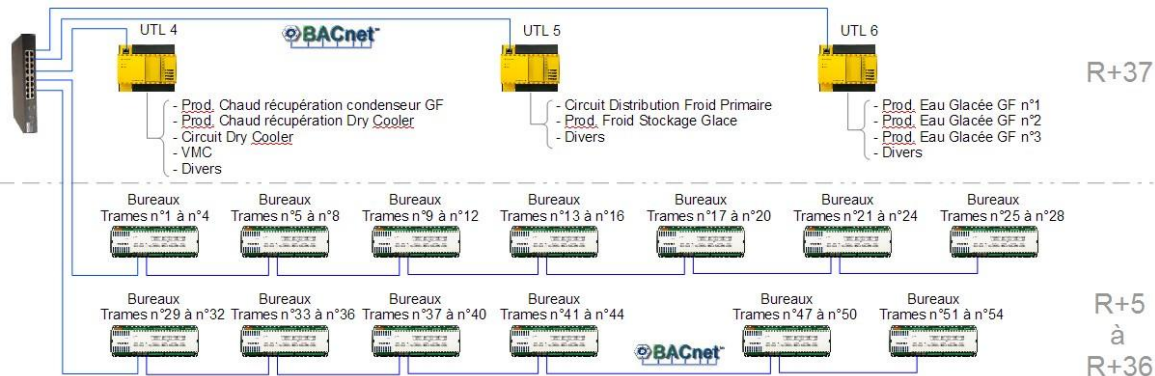 UTL 4
BACnet
UTL 5
UTL 6
R+37
- Prod. Chaud récupération condenseur GF
- Prod. Chaud récupération Dry Cooler
- Circuit Dry Cooler
- VMC
- Divers
- Circuit Distribution Froid Primaire
- Prod. Froid Stockage Glace
- Divers
- Prod. Eau Glacée GF n°1
- Prod. Eau Glacée GF n°2
- Prod. Eau Glacée GF n°3
- Divers
Bureaux
Trames n°1 à n°4
Bureaux
Trames n°5 à n°8
Bureaux
Trames n°9 à n°12
Bureaux
Trames n°13 à n°16
Bureaux
Trames n°17 à n°20
Bureaux
Trames n°21 à n°24
Bureaux
Trames n°25 à n°28
Bureaux
Trames n°29 à n°32
Bureaux
Trames n°33 à n°36
Bureaux
Trames n°37 à n°40
Bureaux
Trames n°41 à n°44
BACnet
Bureaux
Trames n°47 à n°50
Bureaux
Trames n°51 à n°54
R+5
à
R+36